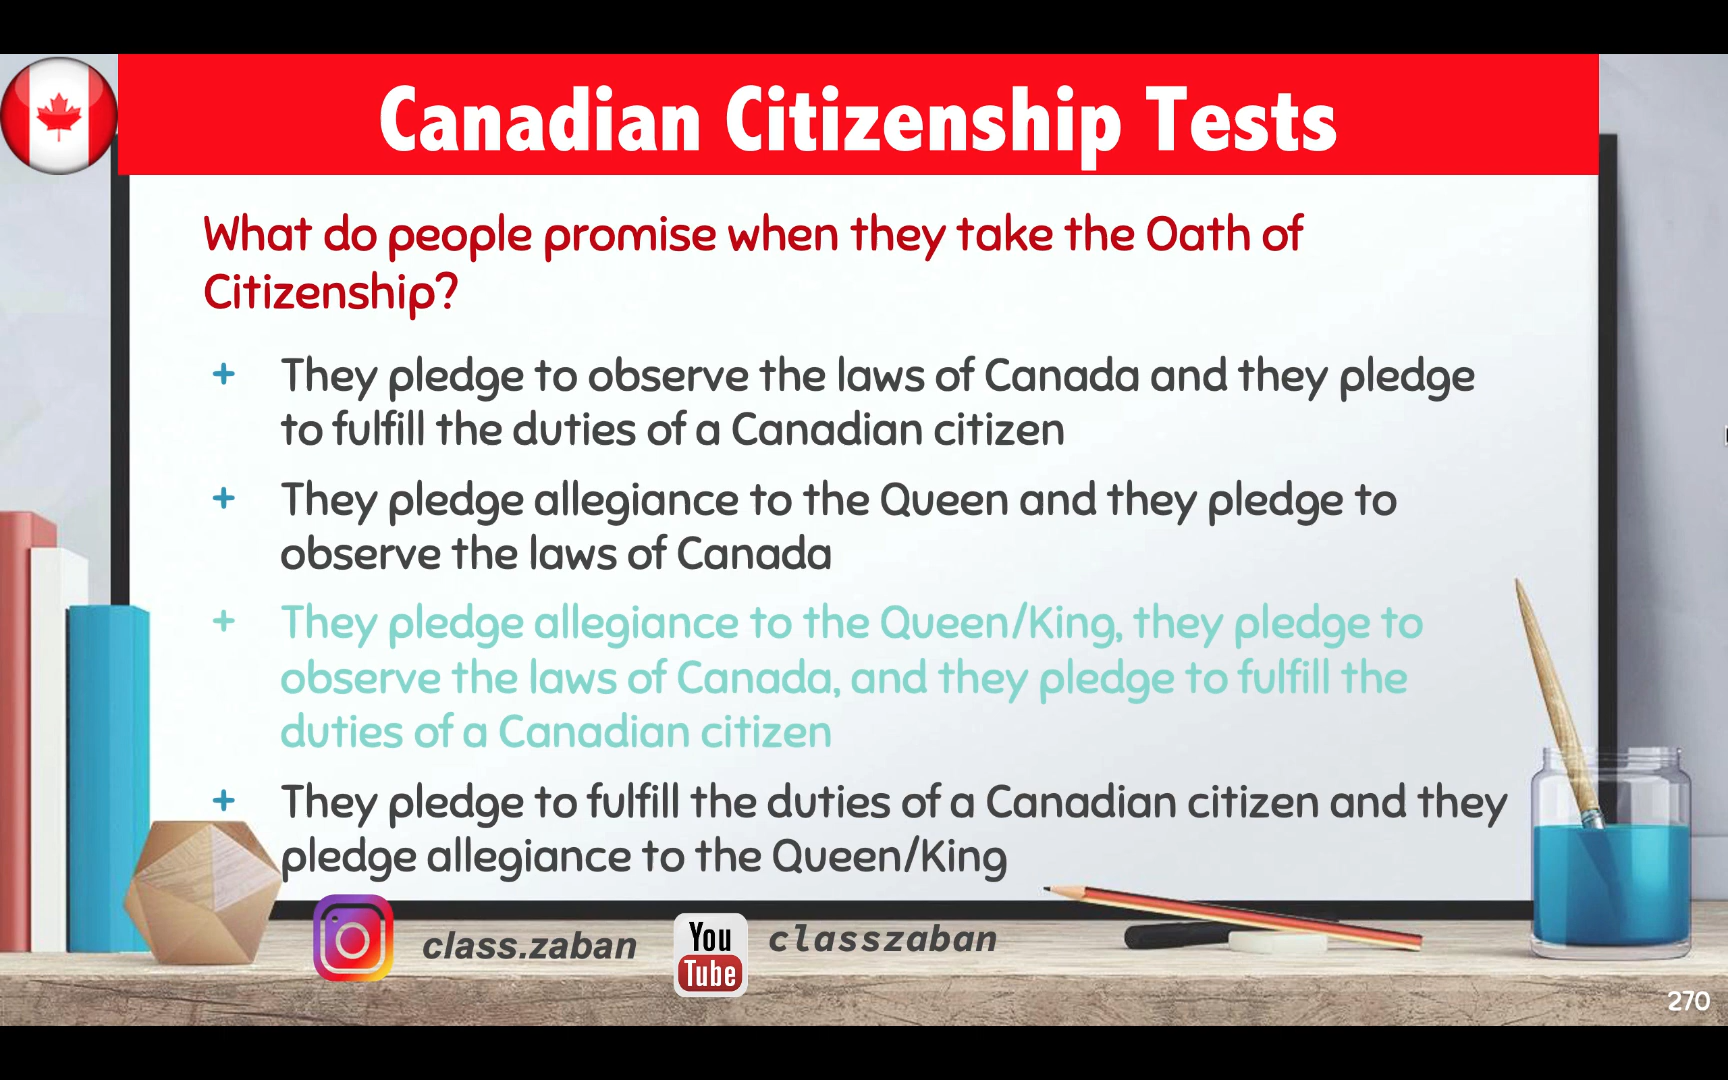 Canadian Citizenship Tests
What do people promise when they take the Oath of
Citizenship?
+ They pledge to observe the laws of Canada and they pledge
to fulfill the duties of a Canadian citizen
+ They pledge allegiance to the Queen and they pledge to
observe the laws of Canada
+ They pledge allegiance to the Queen/King, they pledge to
observe the laws of Canada, and they pledge to fulfill the
duties of a Canadian citizen
+ They pledge to fulfill the duties of a Canadian citizen and they
pledge allegiance to the Queen/King
class.zaban
You
Tube
classzaban
270